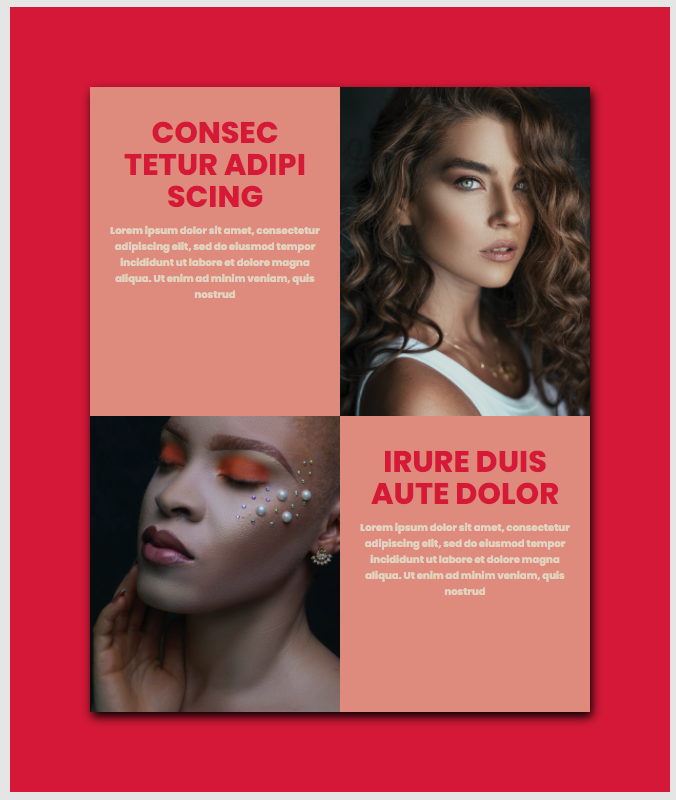 CONSEC
TETUR ADIPI
SCING
Lorem ipsum dolor sit amet, consectetur
adipiscing elit, sed do eiusmod tempor
incididunt ut labore et dolore magna
aliqua. Ut enim ad minim veniam, quis
nostrud
IRURE DUIS
AUTE DOLOR
Lorem ipsum dolor sit amet, consectetur
adipiscing elit, sed do eiusmod tempor
incididunt ut labore et dolore magna
aliqua. Ut enim ad minim veniam, quis
nostrud